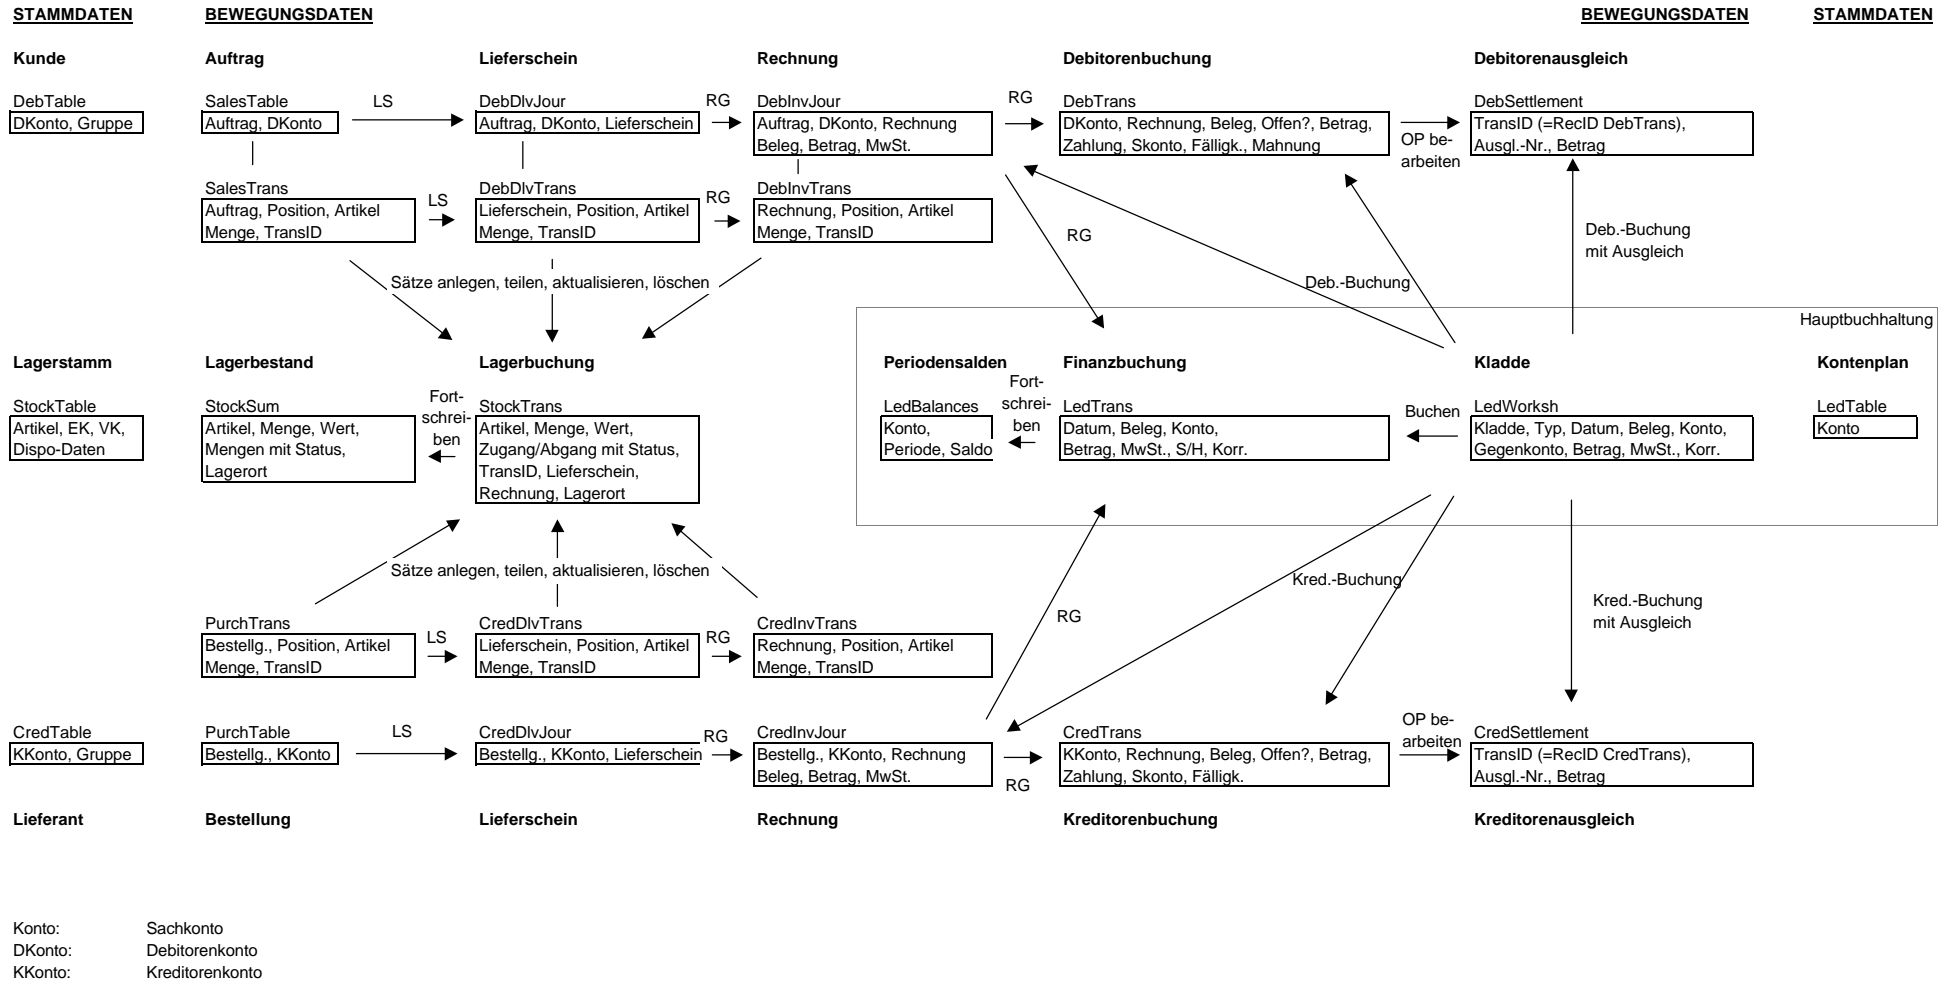 STAMMDATEN
BEWEGUNGSDATEN
BEWEGUNGSDATEN
STAMMDATEN
Kunde
Auftrag
Lieferschein
Rechnung
Debitorenbuchung
Debitorenausgleich
DebTable
DKonto, Gruppe
SalesTable
Auftrag, DKonto
LS
DebDlvJour
Auftrag, DKonto, Lieferschein
RG
DebInvJour
Auftrag, DKonto, Rechnung
Beleg, Betrag, MwSt.
RG
DebTrans
DKonto, Rechnung, Beleg, Offen?, Betrag,
Zahlung, Skonto, Fälligk., Mahnung
OP be-
arbeiten
DebSettlement
TransID (=RecID DebTrans),
Ausgl.-Nr., Betrag
SalesTrans
Auftrag, Position, Artikel
Menge, TransID
LS
DebDlvTrans
Lieferschein, Position, Artikel
Menge, TransID
RG
DebInvTrans
Rechnung, Position, Artikel
Menge, TransID
RG
Deb.-Buchung
Deb.-Buchung
mit Ausgleich
Sätze anlegen, teilen, aktualisieren, löschen
Hauptbuchhaltung
Lagerstamm
Lagerbestand
Lagerbuchung
Periodensalden
Finanzbuchung
Kladde
Kontenplan
StockTable
Artikel, EK, VK,
Dispo-Daten
StockSum
Artikel, Menge, Wert,
Mengen mit Status,
Lagerort
Fort-
schrei-
ben
StockTrans
Artikel, Menge, Wert,
Zugang/Abgang mit Status,
TransID, Lieferschein,
Rechnung, Lagerort
LedBalances
Konto,
Periode, Saldo
Fort-
schrei-
ben
LedTrans
Datum, Beleg, Konto,
Betrag, MwSt., S/H, Korr.
Buchen
LedWorksh
Kladde, Typ, Datum, Beleg, Konto,
Gegenkonto, Betrag, MwSt., Korr.
LedTable
Konto
Sätze anlegen, teilen, aktualisieren, löschen
Kred.-Buchung
Kred.-Buchung
mit Ausgleich
RG
PurchTrans
Bestellg., Position, Artikel
Menge, TransID
LS
CredDlvTrans
Lieferschein, Position, Artikel
Menge, TransID
RG
CredInvTrans
Rechnung, Position, Artikel
Menge, TransID
CredTable
KKonto, Gruppe
PurchTable
Bestellg., KKonto
LS
CredDlvJour
Bestellg., KKonto, Lieferschein
RG
CredInvJour
Bestellg., KKonto, Rechnung
Beleg, Betrag, MwSt.
RG
CredTrans
KKonto, Rechnung, Beleg, Offen?, Betrag,
Zahlung, Skonto, Fälligk.
OP be-
arbeiten
CredSettlement
TransID (=RecID CredTrans),
Ausgl.-Nr., Betrag
Lieferant
Bestellung
Lieferschein
Rechnung
Kreditorenbuchung
Kreditorenausgleich
Konto: Sachkonto
DKonto: Debitorenkonto
KKonto: Kreditorenkonto